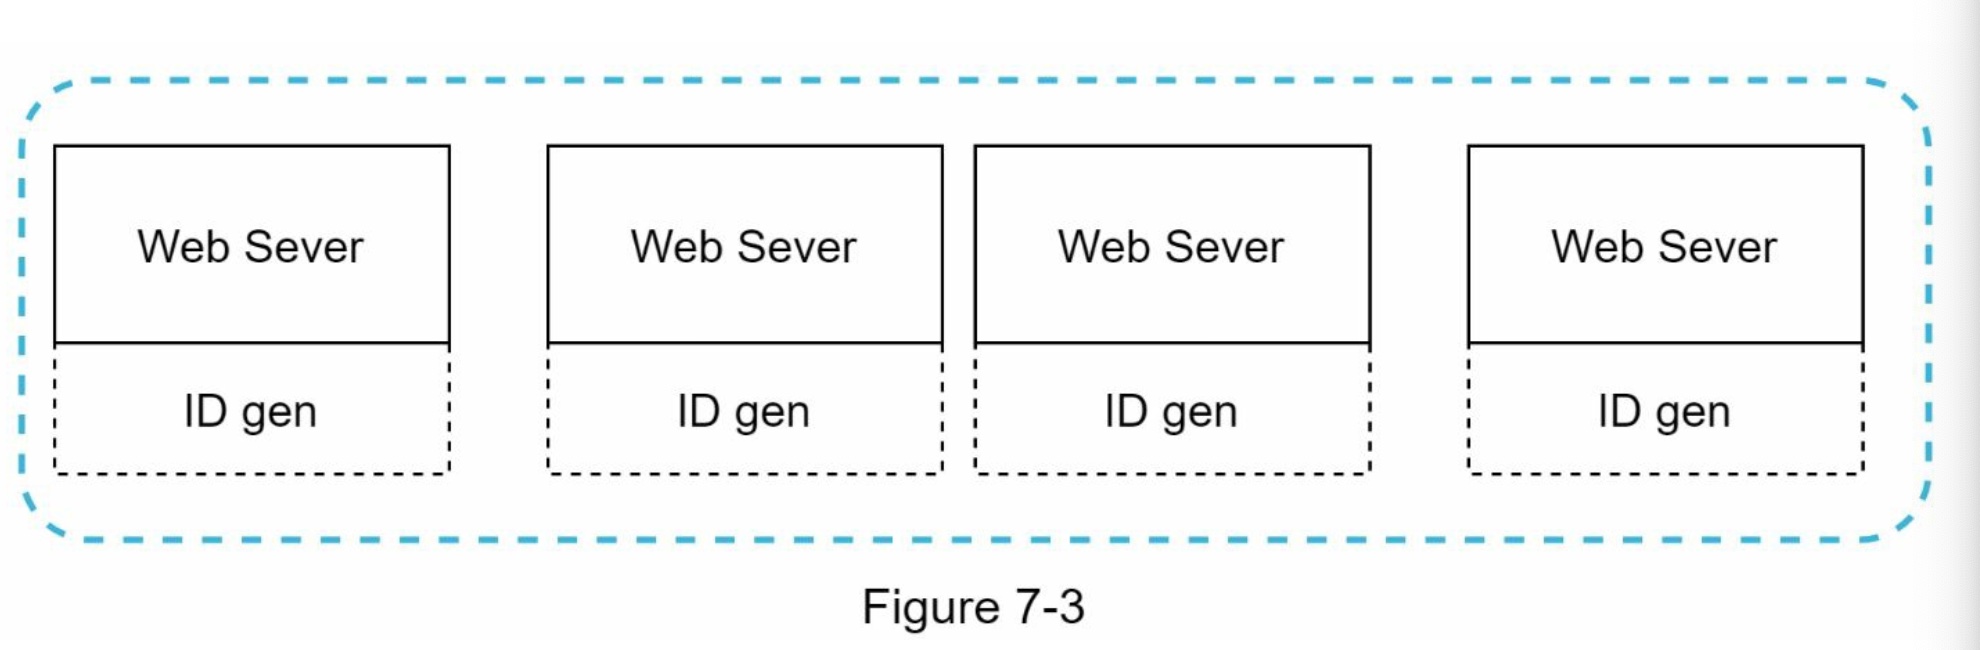 Web Sever Web Sever Web Sever Web Sever
ID gen ID gen ID gen ID gen
Figure 7-3